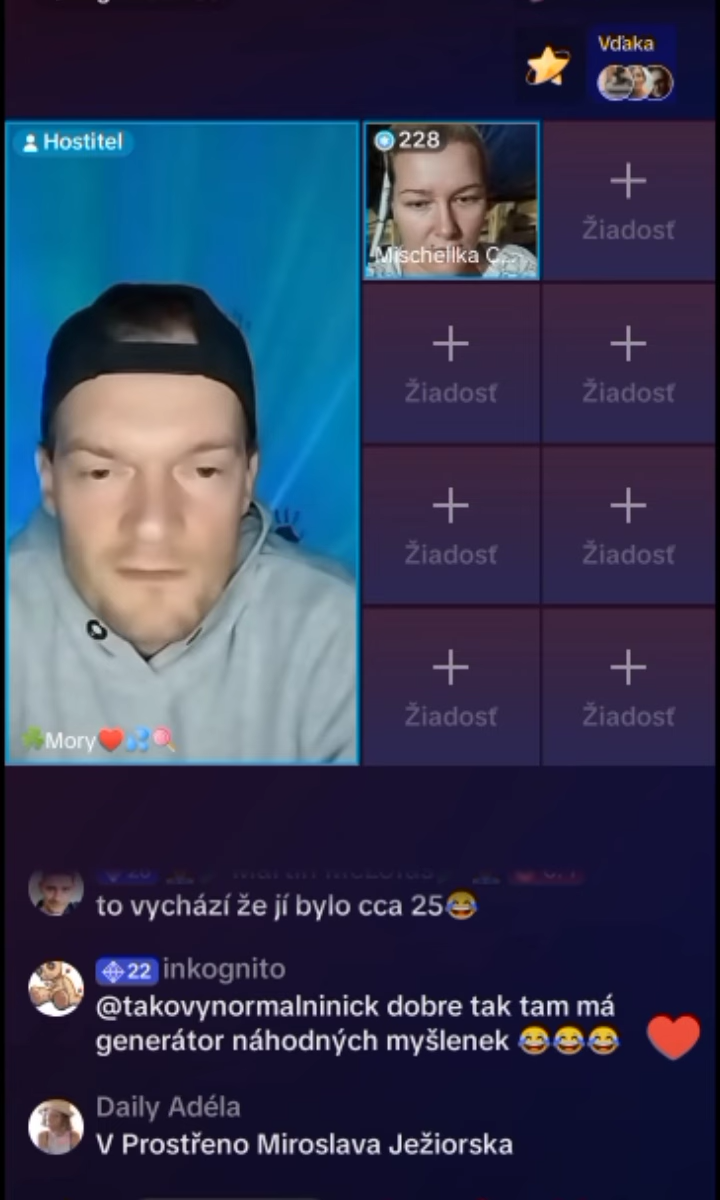 Vďaka
Hostitel
228
Mischellka C...
Žiadosť
Žiadosť
Žiadosť
Žiadosť
Žiadosť
Žiadosť
Žiadosť
☘️Mory❤️💦🍭
to vychází že jí bylo cca 25😂
22 inkognito
@takovynormalninick dobre tak tam má
generátor náhodných myšlenek 😂😂😂
Daily Adéla
V Prostřeno Miroslava Ježiorska